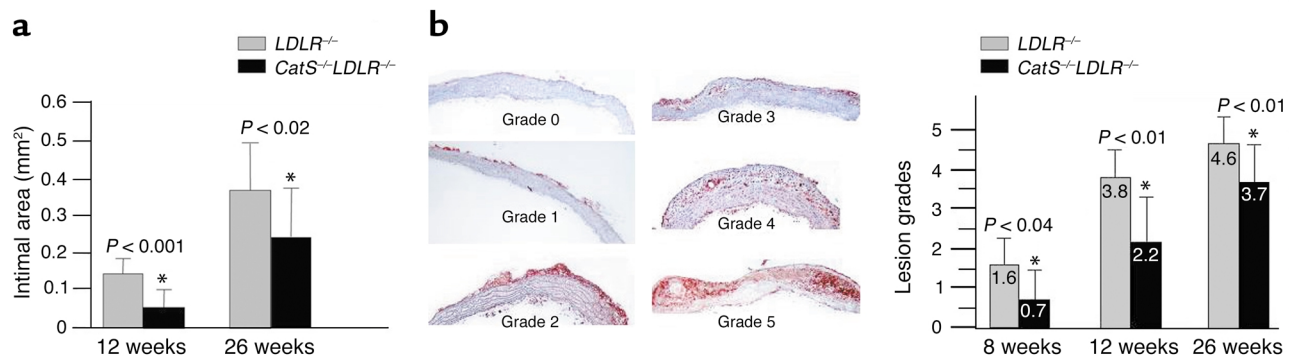 a
LDLR–/–
CatS–/–LDLR–/–
Intimal area (mm²)
0.6
0.5
0.4
0.3
0.2
0.1
0
P < 0.001
*
P < 0.02
*
12 weeks
26 weeks
b
Grade 0
Grade 3
Grade 1
Grade 4
Grade 2
Grade 5
LDLR–/–
CatS–/–LDLR–/–
Lesion grades
5
4
3
2
1
0
P < 0.04
*
1.6
0.7
P < 0.01
*
3.8
2.2
P < 0.01
*
4.6
3.7
8 weeks
12 weeks
26 weeks